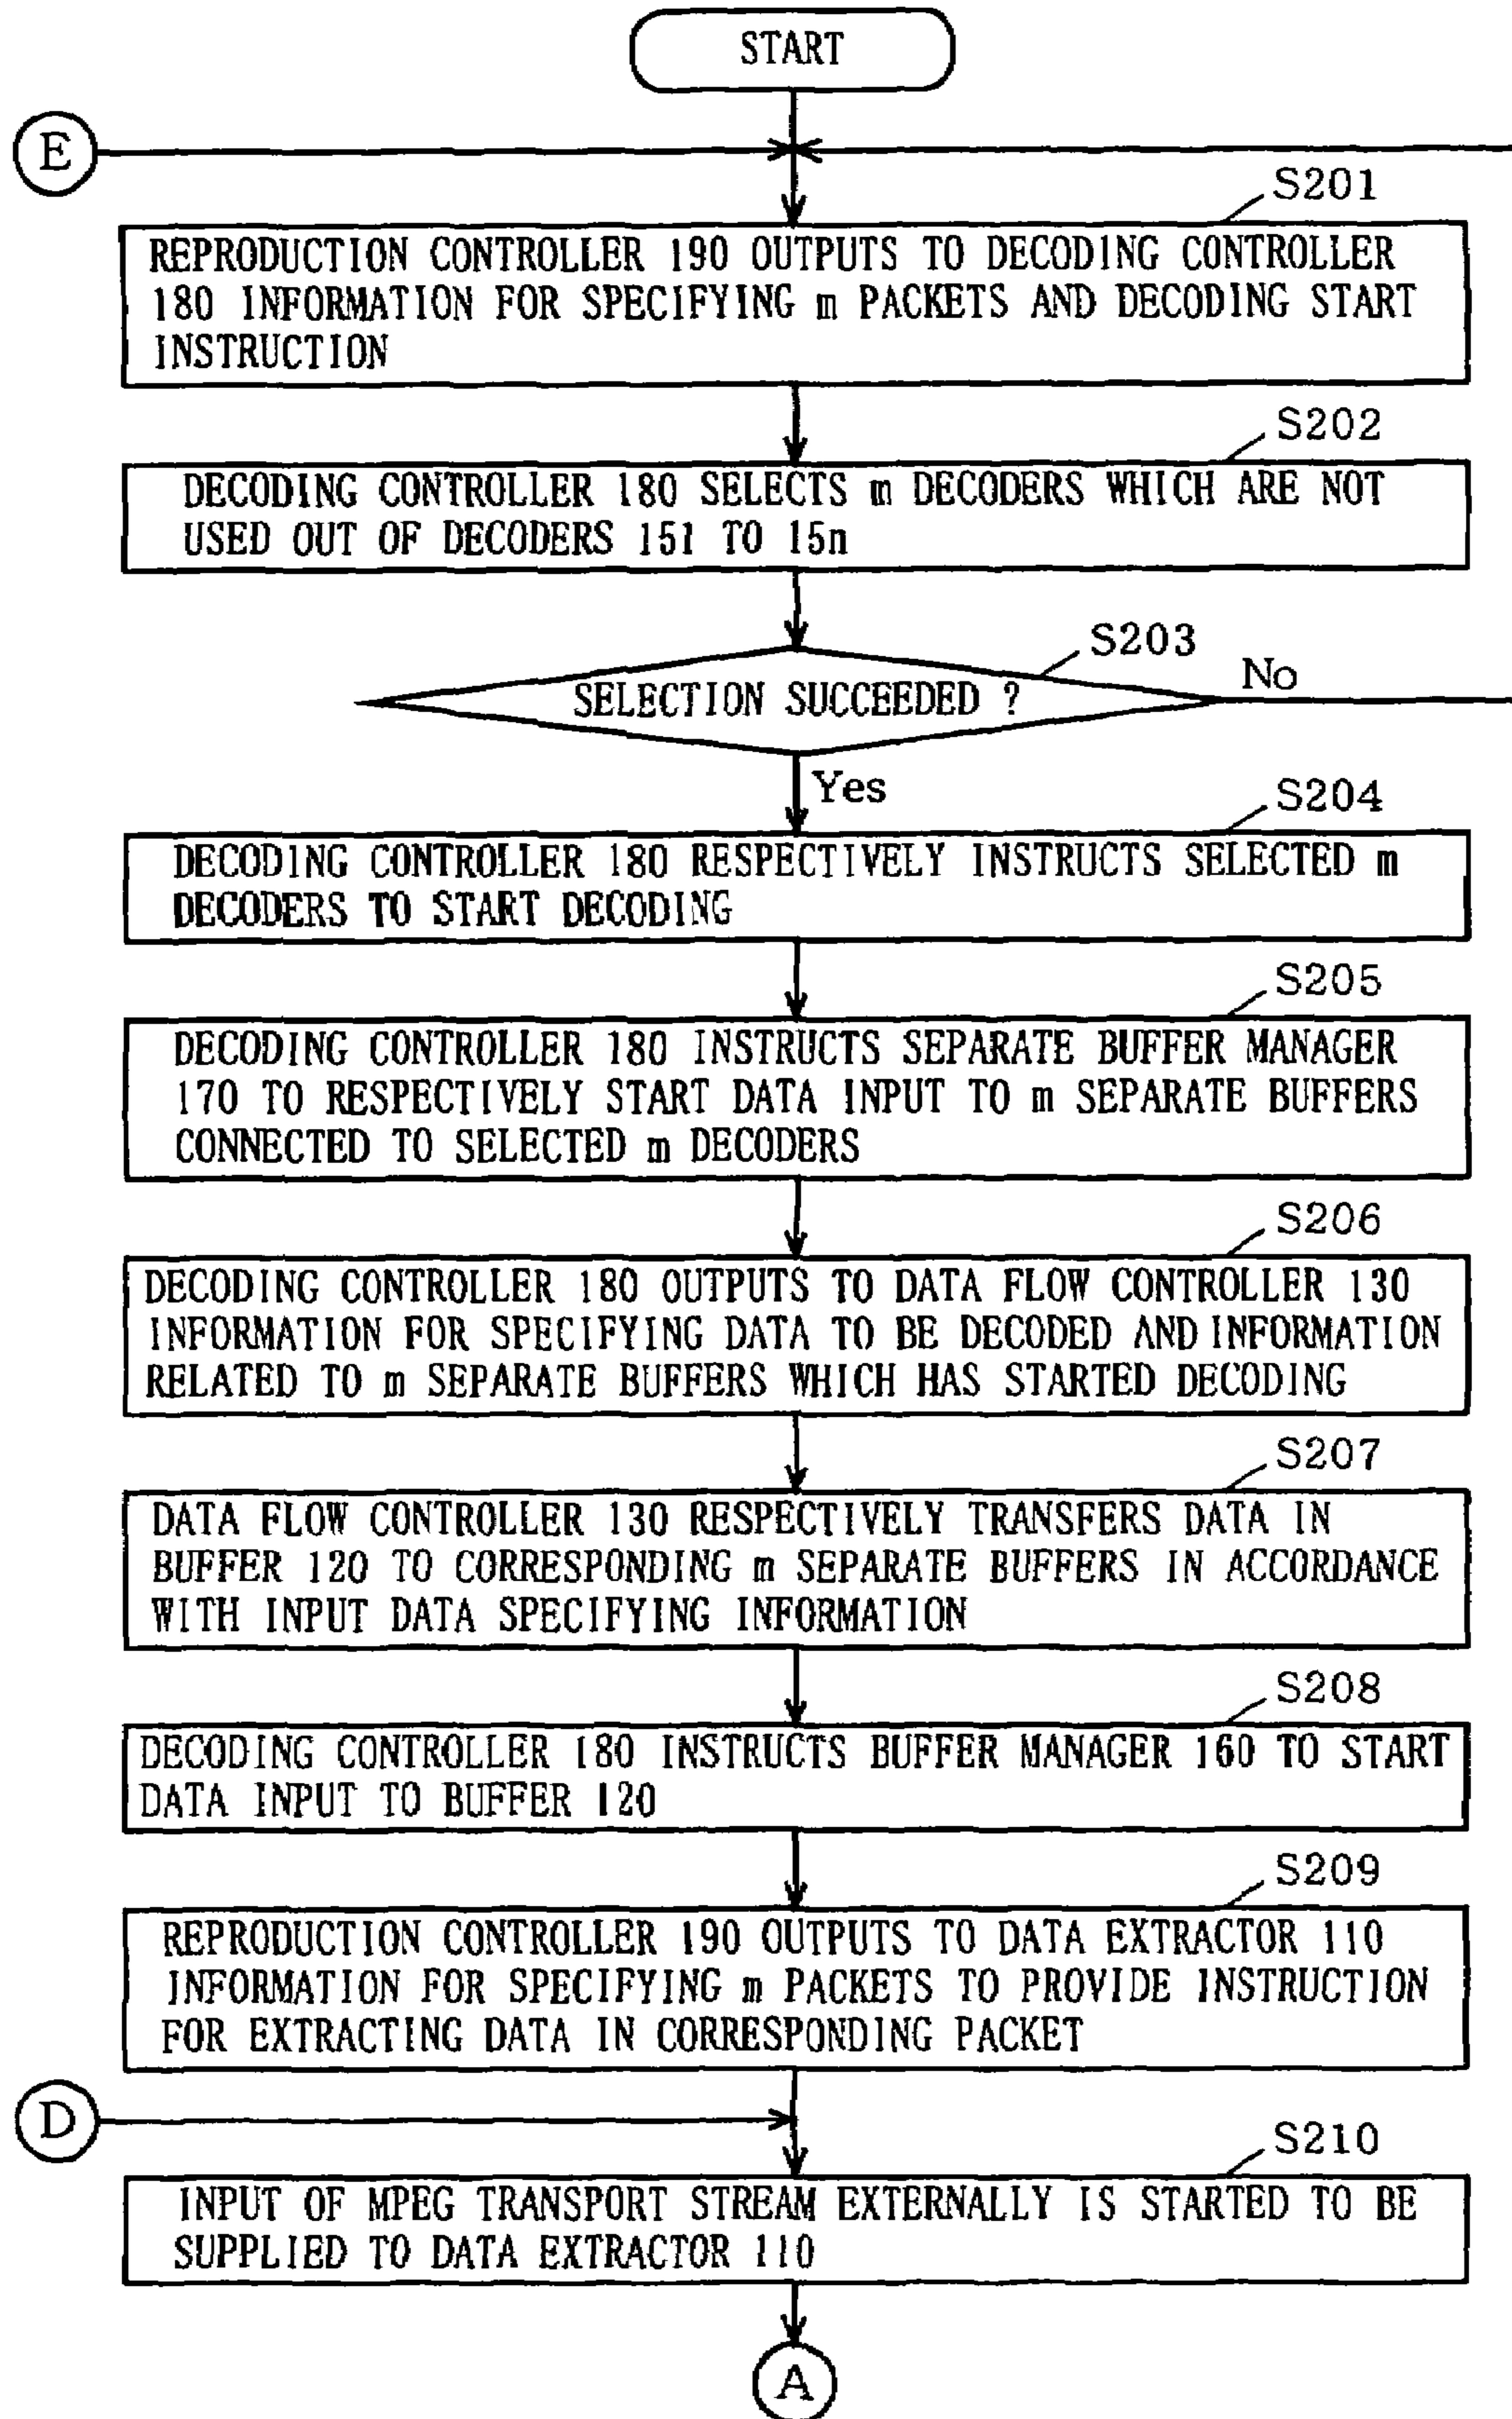 START
E
S201
REPRODUCTION CONTROLLER 190 OUTPUTS TO DECODING CONTROLLER
180 INFORMATION FOR SPECIFYING m PACKETS AND DECODING START
INSTRUCTION
S202
DECODING CONTROLLER 180 SELECTS m DECODERS WHICH ARE NOT
USED OUT OF DECODERS 151 TO 15n
S203
SELECTION SUCCEEDED ?
No
Yes
S204
DECODING CONTROLLER 180 RESPECTIVELY INSTRUCTS SELECTED m
DECODERS TO START DECODING
S205
DECODING CONTROLLER 180 INSTRUCTS SEPARATE BUFFER MANAGER
170 TO RESPECTIVELY START DATA INPUT TO m SEPARATE BUFFERS
CONNECTED TO SELECTED m DECODERS
S206
DECODING CONTROLLER 180 OUTPUTS TO DATA FLOW CONTROLLER 130
INFORMATION FOR SPECIFYING DATA TO BE DECODED AND INFORMATION
RELATED TO m SEPARATE BUFFERS WHICH HAS STARTED DECODING
S207
DATA FLOW CONTROLLER 130 RESPECTIVELY TRANSFERS DATA IN
BUFFER 120 TO CORRESPONDING m SEPARATE BUFFERS IN ACCORDANCE
WITH INPUT DATA SPECIFYING INFORMATION
S208
DECODING CONTROLLER 180 INSTRUCTS BUFFER MANAGER 160 TO START
DATA INPUT TO BUFFER 120
S209
REPRODUCTION CONTROLLER 190 OUTPUTS TO DATA EXTRACTOR 110
INFORMATION FOR SPECIFYING m PACKETS TO PROVIDE INSTRUCTION
FOR EXTRACTING DATA IN CORRESPONDING PACKET
D
S210
INPUT OF MPEG TRANSPORT STREAM EXTERNALLY IS STARTED TO BE
SUPPLIED TO DATA EXTRACTOR 110
A